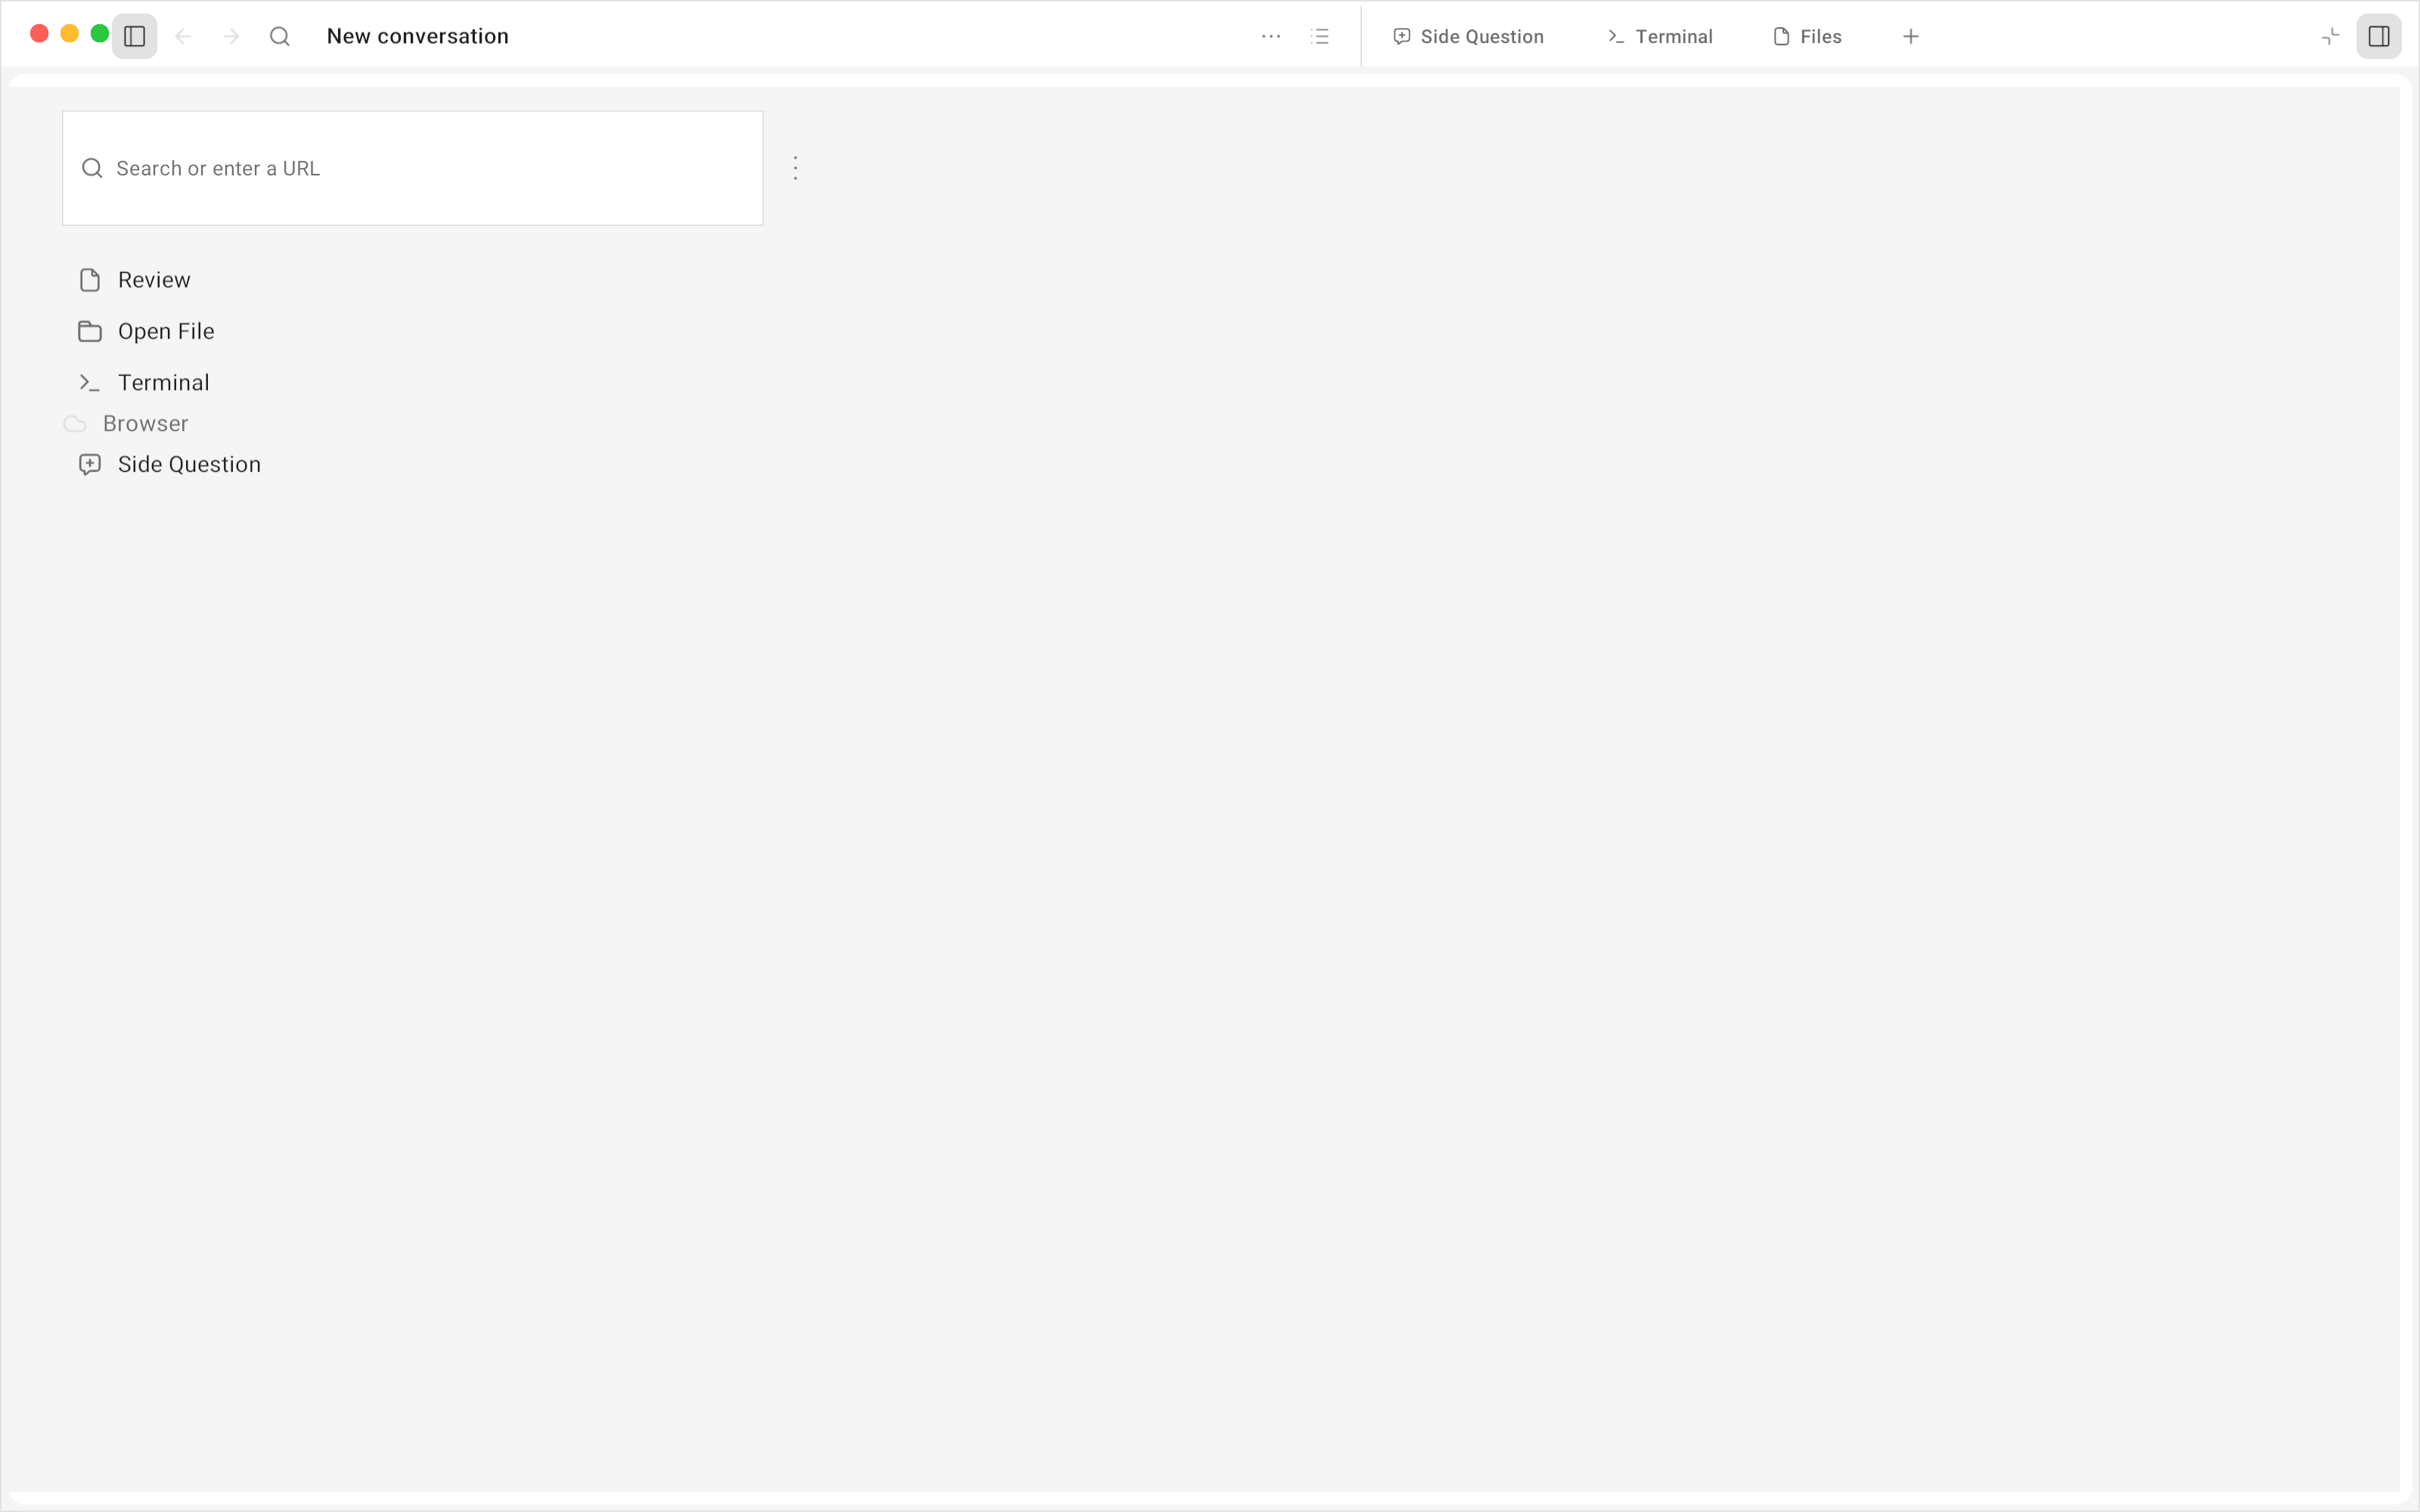 New conversation
Side Question
Terminal
Files
Search or enter a URL
Review
Open File
Terminal
Browser
Side Question